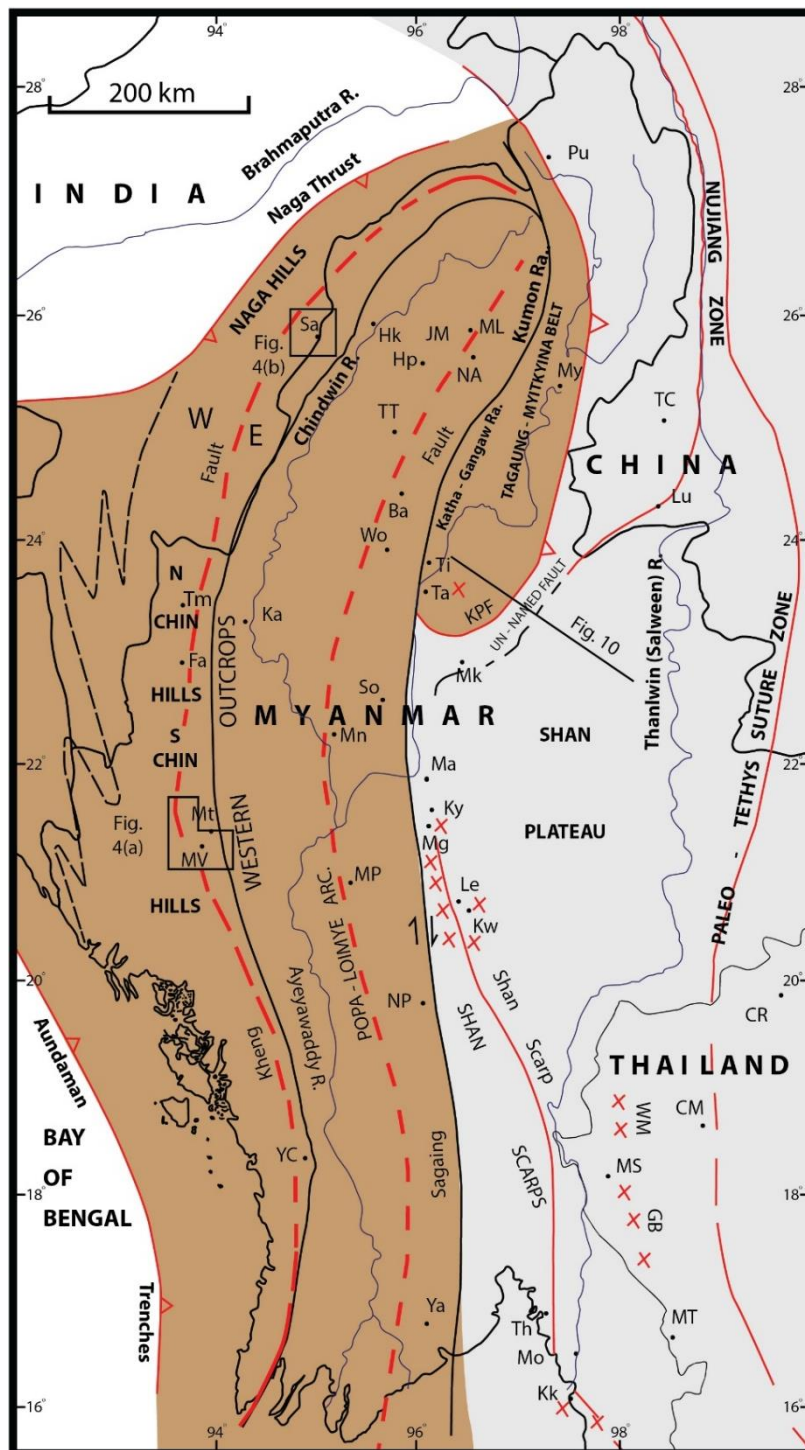 94°
96°
98°
28°
28°
200 km
Brahmaputra R.
Naga Thrust
INDIA
Pu
NUJIANG ZONE
NAGA HILLS
Kumon Ra.
26°
26°
Sa
Fig. 4(b)
Hk
JM
ML
Hp
NA
My
Chindwin R.
TAGAUNG - MYITKYINA BELT
TC
W
E
TT
Fault
Fault
Katha - Gangaw Ra.
CHINA
Lu
Ba
24°
24°
Wo
Ti
Ta
KPF
UN - NAMED FAULT
Fig. 10
Thanlwin (Salween) R.
N
Tm
CHIN
Ka
Fa
HILLS
OUTCROPS
Mk
So
MYANMAR
SHAN
S
CHIN
Mn
PALEO - TETHYS SUTURE ZONE
22°
22°
Ma
Ky
Fig.
4(a)
Mt
Mg
PLATEAU
MV
WESTERN
MP
Le
HILLS
Kw
POPA - LOIMYE ARC
20°
20°
Shan Scarp
NP
SHAN SCARPS
CR
Aundaman Trenches
Kheng
Ayeyawaddy R.
THAILAND
WM
CM
BAY
OF
BENGAL
YC
MS
Sagaing
18°
18°
GB
Ya
Th
MT
Mo
Kk
16°
16°
94°
96°
98°